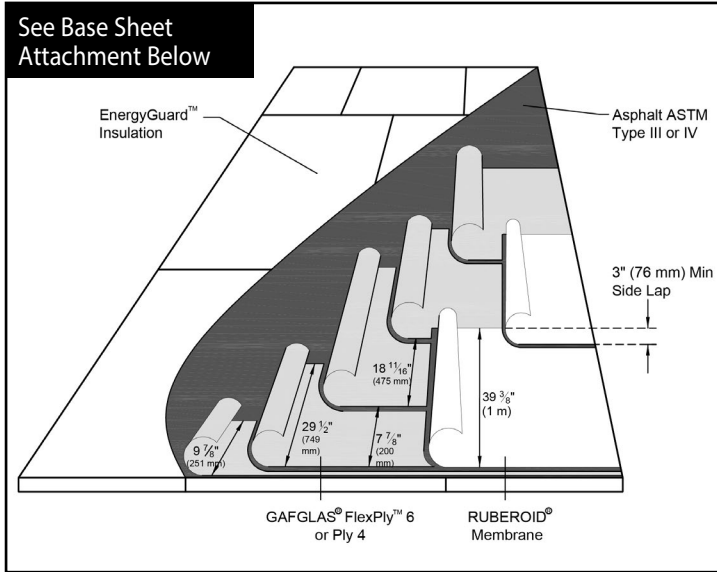 See Base Sheet
Attachment Below
EnergyGuard™
Insulation
Asphalt ASTM
Type III or IV
3" (76 mm) Min
Side Lap
18 11/16"
(475 mm)
39 3/8"
(1 m)
29 1/2"
(749
mm)
7 7/8"
(200
mm)
9 7/8"
(251 mm)
GAFGLAS® FlexPly™ 6
or Ply 4
RUBEROID®
Membrane